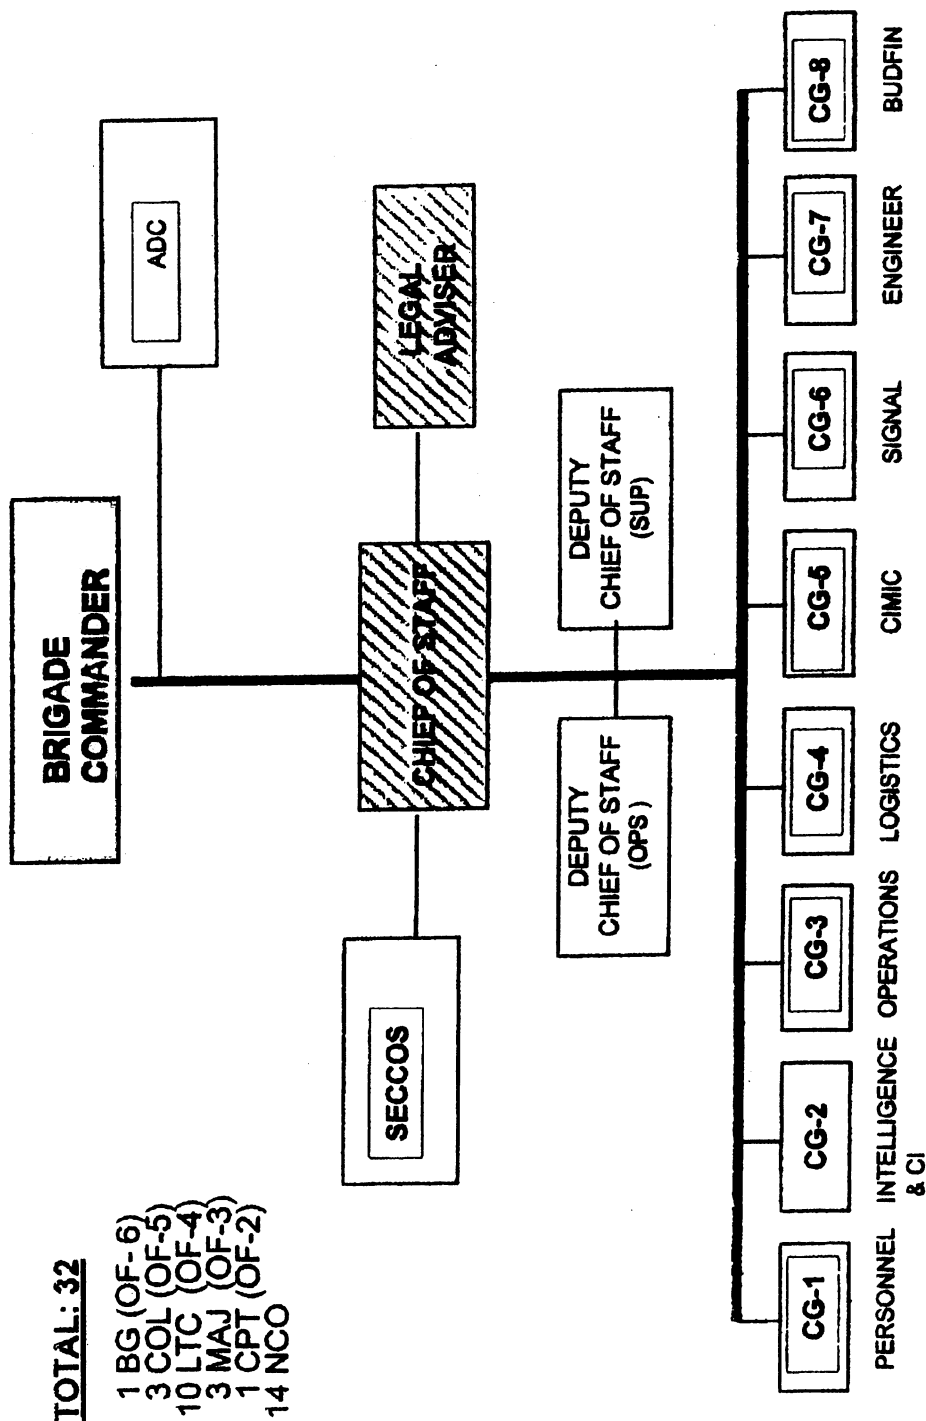 TOTAL: 32
1 BG (OF- 6)
3 COL (OF-5)
10 LTC (OF-4)
3 MAJ (OF-3)
1 CPT (OF-2)
14 NCO
BRIGADE
COMMANDER
ADC
SECCOS
CHIEF OF STAFF
LEGAL
ADVISER
DEPUTY
CHIEF OF STAFF
(OPS )
DEPUTY
CHIEF OF STAFF
(SUP)
CG-1
CG-2
CG-3
CG-4
CG-5
CG-6
CG-7
CG-8
PERSONNEL
INTELLIGENCE
& CI
OPERATIONS
LOGISTICS
CIMIC
SIGNAL
ENGINEER
BUDFIN